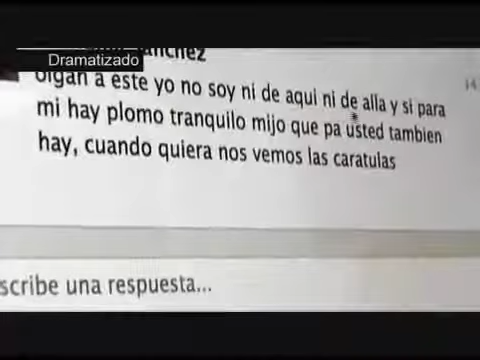 Dramatizado
oigan a este yo no soy ni de aqui ni de alla y si para
mi hay plomo tranquilo mijo que pa usted tambien
hay, cuando quiera nos vemos las caratulas
14
scribe una respuesta...